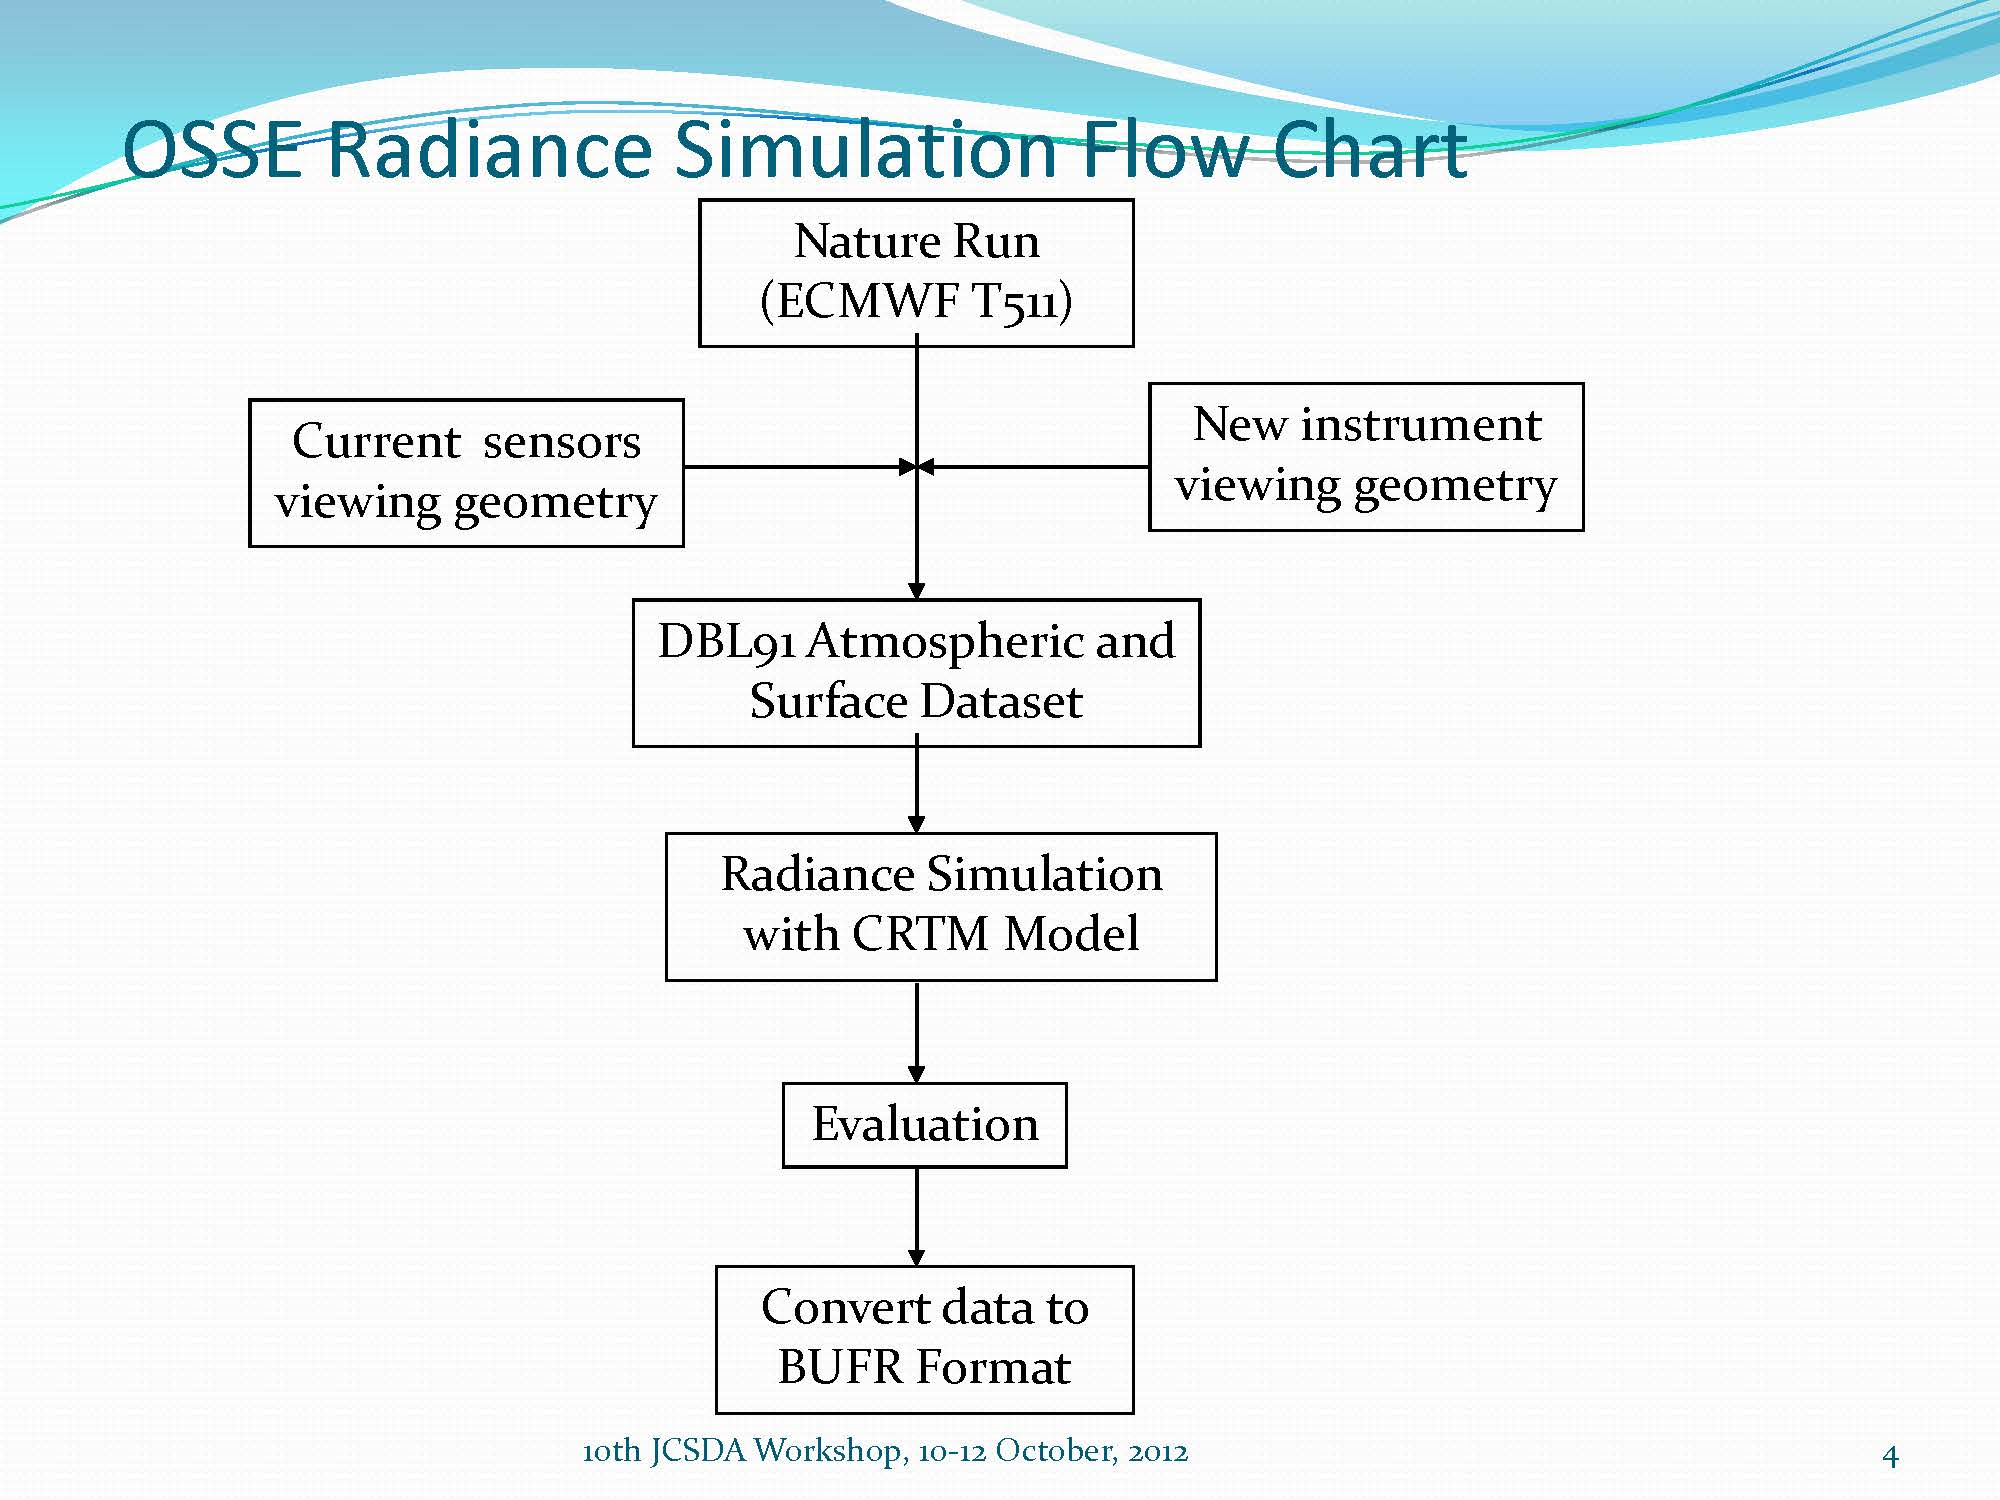 OSSE Radiance Simulation Flow Chart
Nature Run
(ECMWF T511)
Current sensors
viewing geometry
New instrument
viewing geometry
DBL91 Atmospheric and
Surface Dataset
Radiance Simulation
with CRTM Model
Evaluation
Convert data to
BUFR Format
10th JCSDA Workshop, 10-12 October, 2012
4